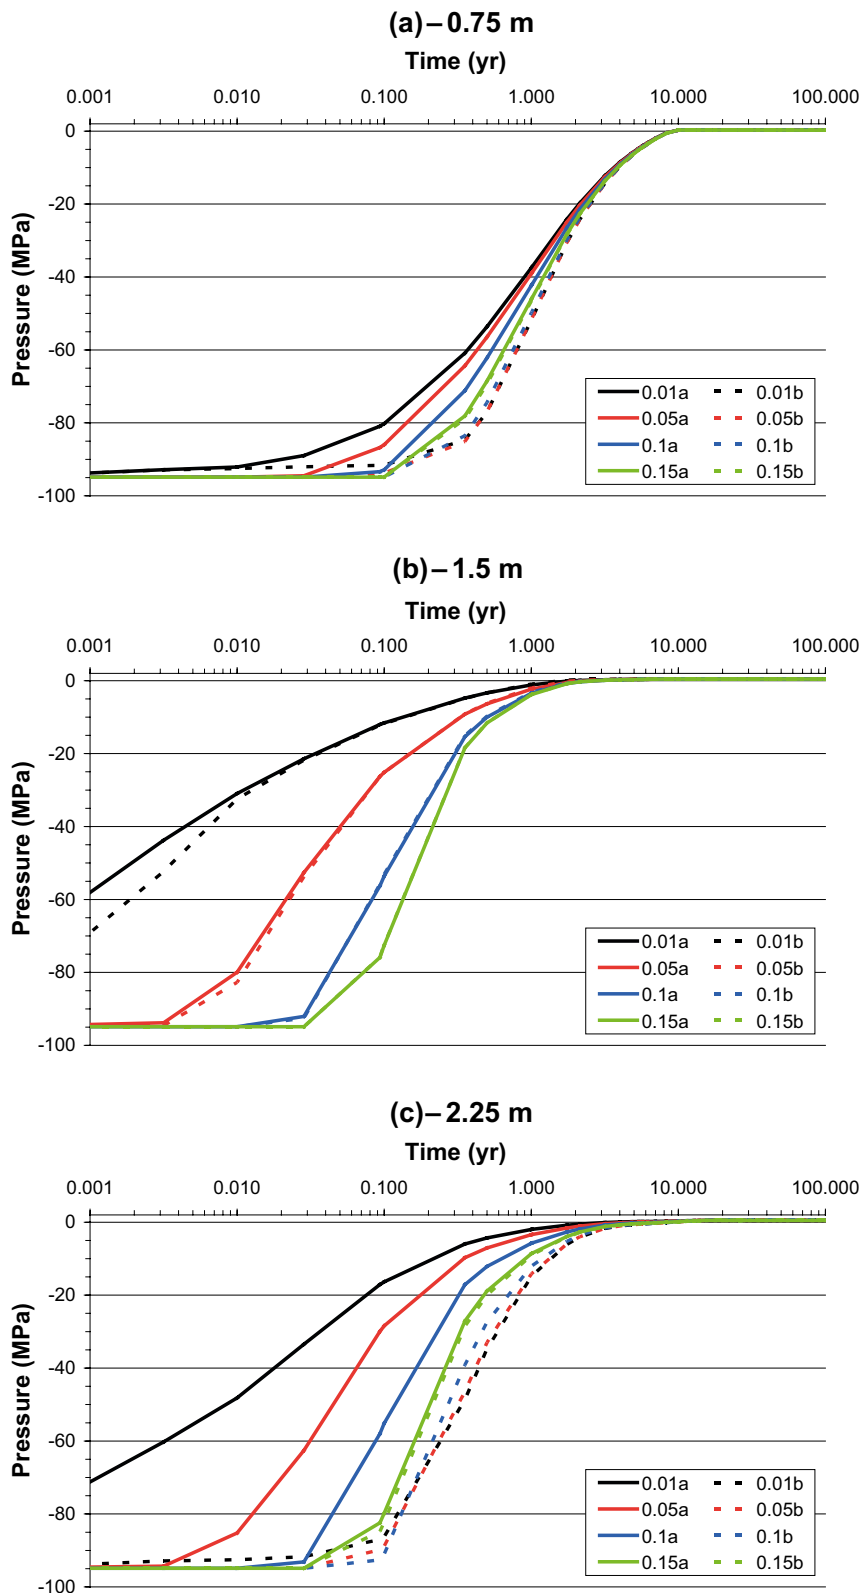 (a) – 0.75 m
Time (yr)
0.001 0.010 0.100 1.000 10.000 100.000
Pressure (MPa)
0
-20
-40
-60
-80
-100
0.01a 0.01b
0.05a 0.05b
0.1a 0.1b
0.15a 0.15b
(b) – 1.5 m
Time (yr)
0.001 0.010 0.100 1.000 10.000 100.000
Pressure (MPa)
0
-20
-40
-60
-80
-100
0.01a 0.01b
0.05a 0.05b
0.1a 0.1b
0.15a 0.15b
(c) – 2.25 m
Time (yr)
0.001 0.010 0.100 1.000 10.000 100.000
Pressure (MPa)
0
-20
-40
-60
-80
-100
0.01a 0.01b
0.05a 0.05b
0.1a 0.1b
0.15a 0.15b